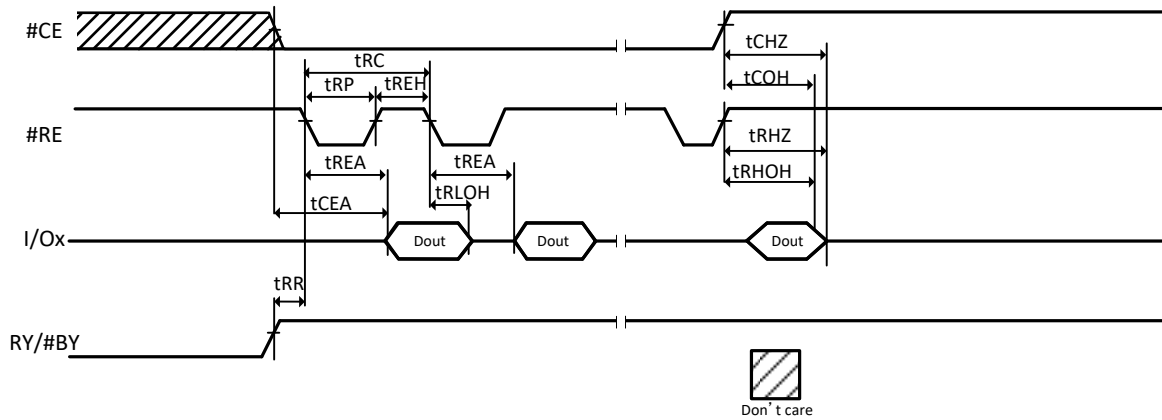 #CE
tCHZ
tRC
tCOH
tRP
tREH
#RE
tRHZ
tREA
tREA
tRHOH
tRLOH
tCEA
I/Ox
Dout
Dout
Dout
tRR
RY/#BY
Don't care